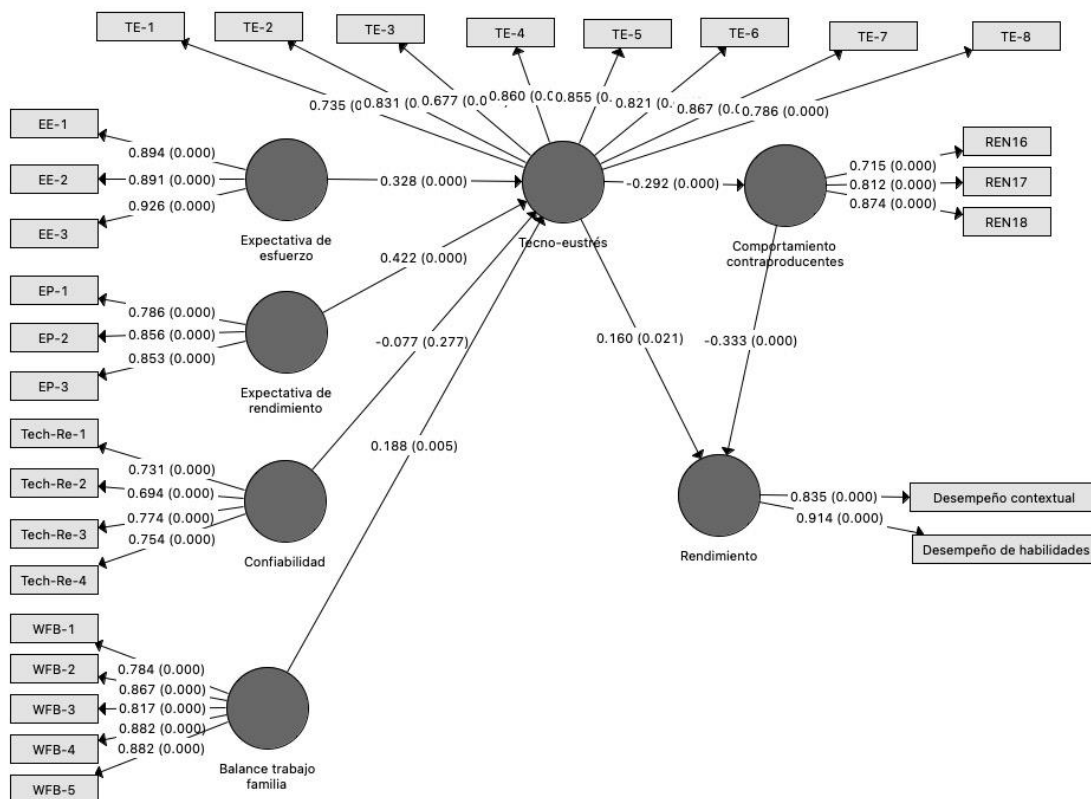 TE-1
TE-2
TE-3
TE-4
TE-5
TE-6
TE-7
TE-8
0.735
0.831
0.677
0.860
0.855
0.821
0.867
0.786 (0.000)
EE-1
EE-2
EE-3
0.894 (0.000)
0.891 (0.000)
0.926 (0.000)
Expectativa de
esfuerzo
0.328 (0.000)
Tecno-eustrés
-0.292 (0.000)
Comportamiento
contraproducentes
0.715 (0.000)
0.812 (0.000)
0.874 (0.000)
REN16
REN17
REN18
EP-1
EP-2
EP-3
0.786 (0.000)
0.856 (0.000)
0.853 (0.000)
Expectativa de
rendimiento
0.422 (0.000)
-0.077 (0.277)
0.160 (0.021)
-0.333 (0.000)
Tech-Re-1
Tech-Re-2
Tech-Re-3
Tech-Re-4
0.731 (0.000)
0.694 (0.000)
0.774 (0.000)
0.754 (0.000)
Confiabilidad
0.188 (0.005)
Rendimiento
0.835 (0.000)
0.914 (0.000)
Desempeño contextual
Desempeño de habilidades
WFB-1
WFB-2
WFB-3
WFB-4
WFB-5
0.784 (0.000)
0.867 (0.000)
0.817 (0.000)
0.882 (0.000)
0.882 (0.000)
Balance trabajo
familia